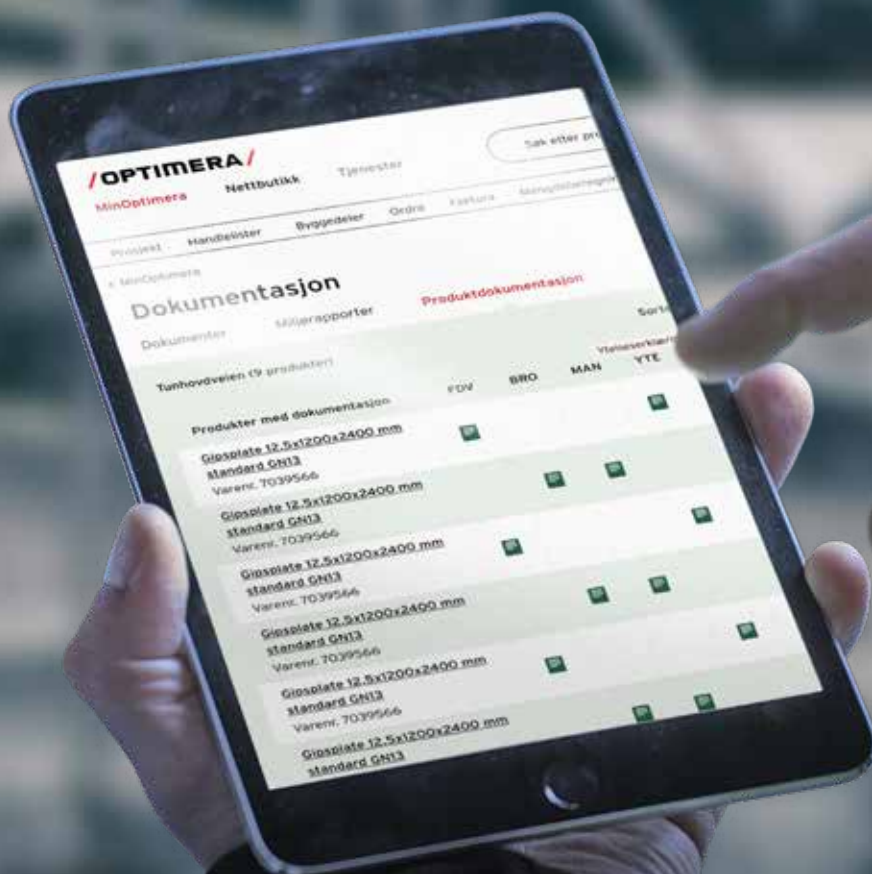 /OPTIMERA/
MinOptimera Nettbutikk Tjenester Søk etter pro
Prosjekt Handlelister Byggedeler Ordre Faktura
< MinOptimera
Dokumentasjon
Dokumenter Miljørapporter Produktdokumentasjon
Tunhovdveien (9 produkter) Sorte
Ytelseserklæri
Produkter med dokumentasjon FDV BRO MAN YTE
Gipsplate 12,5x1200x2400 mm
standard GN13
Varenr. 7039566
Gipsplate 12,5x1200x2400 mm
standard GN13
Varenr. 7039566
Gipsplate 12,5x1200x2400 mm
standard GN13
Varenr. 7039566
Gipsplate 12,5x1200x2400 mm
standard GN13
Varenr. 7039566
Gipsplate 12,5x1200x2400 mm
standard GN13
Varenr. 7039566
Gipsplate 12,5x1200x2400 mm
standard GN13